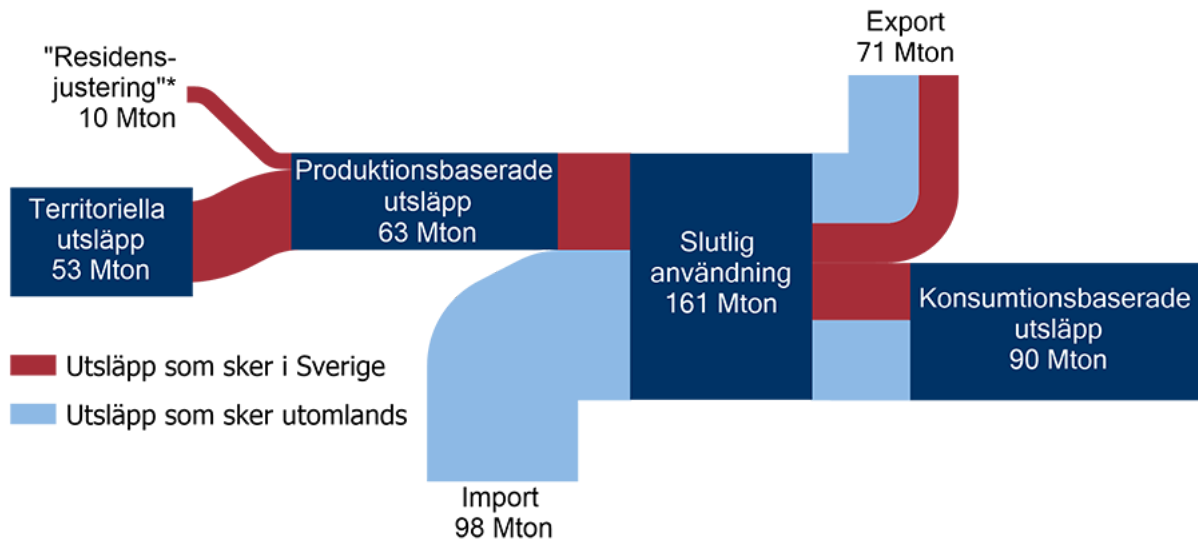 "Residens-
justering"*
10 Mton
Territoriella
utsläpp
53 Mton
Produktionsbaserade
utsläpp
63 Mton
Slutlig
användning
161 Mton
Export
71 Mton
Konsumtionsbaserade
utsläpp
90 Mton
Utsläpp som sker i Sverige
Utsläpp som sker utomlands
Import
98 Mton